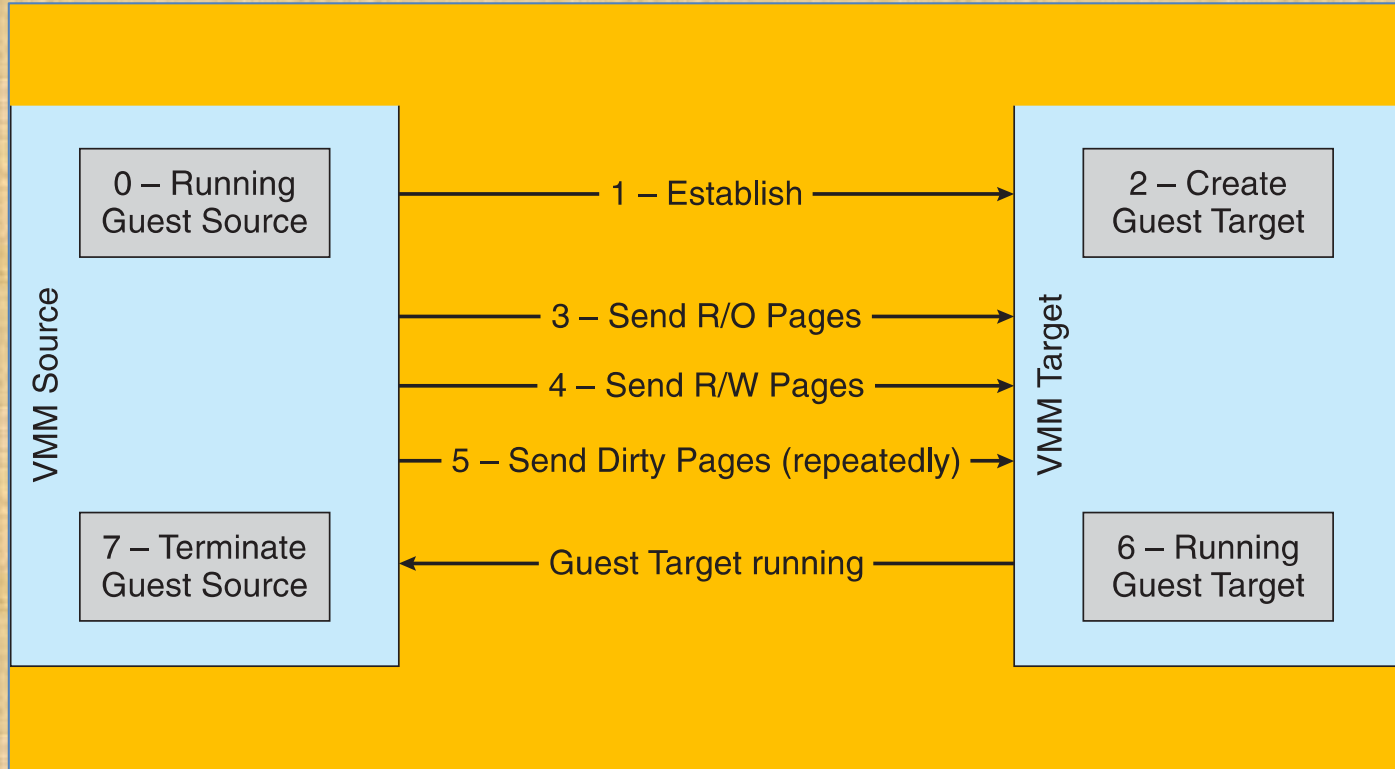 0 – Running
Guest Source
1 – Establish
2 – Create
Guest Target
VMM Source
3 – Send R/O Pages
4 – Send R/W Pages
5 – Send Dirty Pages (repeatedly)
VMM Target
7 – Terminate
Guest Source
Guest Target running
6 – Running
Guest Target